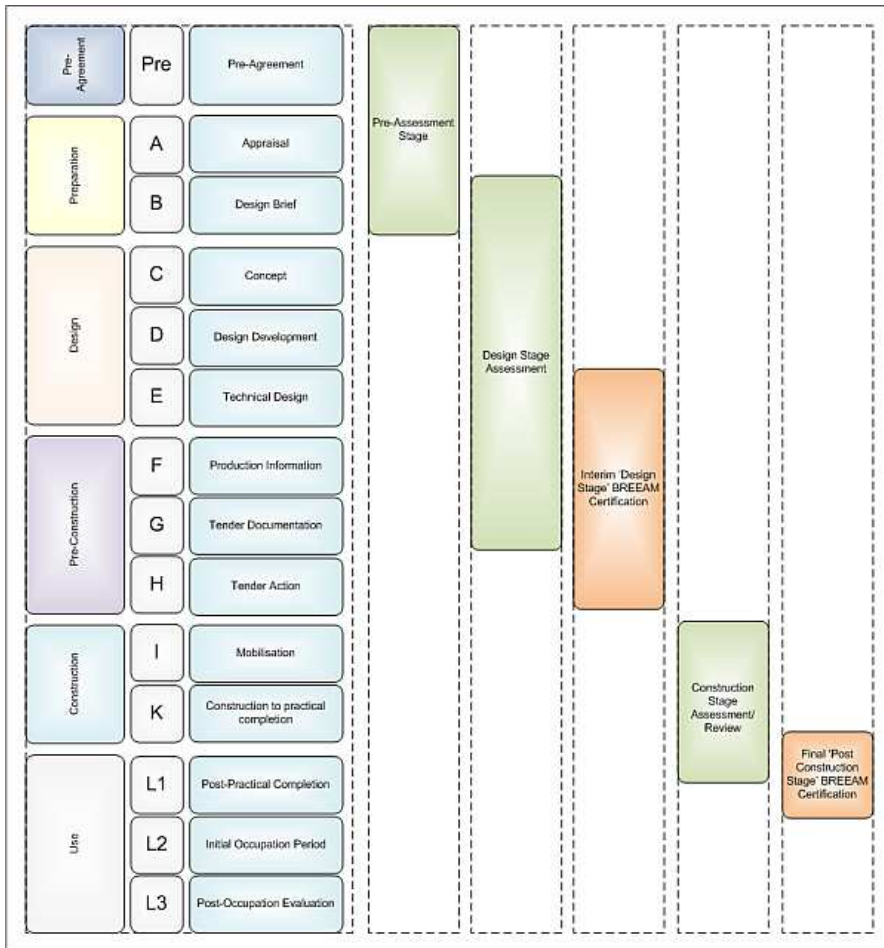 Pre-
Agreement
Pre
Pre-Agreement
Preparation
A
Appraisal
B
Design Brief
Design
C
Concept
D
Design Development
E
Technical Design
Pre-Construction
F
Production Information
G
Tender Documentation
H
Tender Action
Construction
I
Mobilisation
K
Construction to practical
completion
Use
L1
Post-Practical Completion
L2
Initial Occupation Period
L3
Post-Occupation Evaluation
Pre-Assessment
Stage
Design Stage
Assessment
Interim 'Design
Stage' BREEAM
Certification
Construction
Stage
Assessment/
Review
Final 'Post
Construction
Stage' BREEAM
Certification